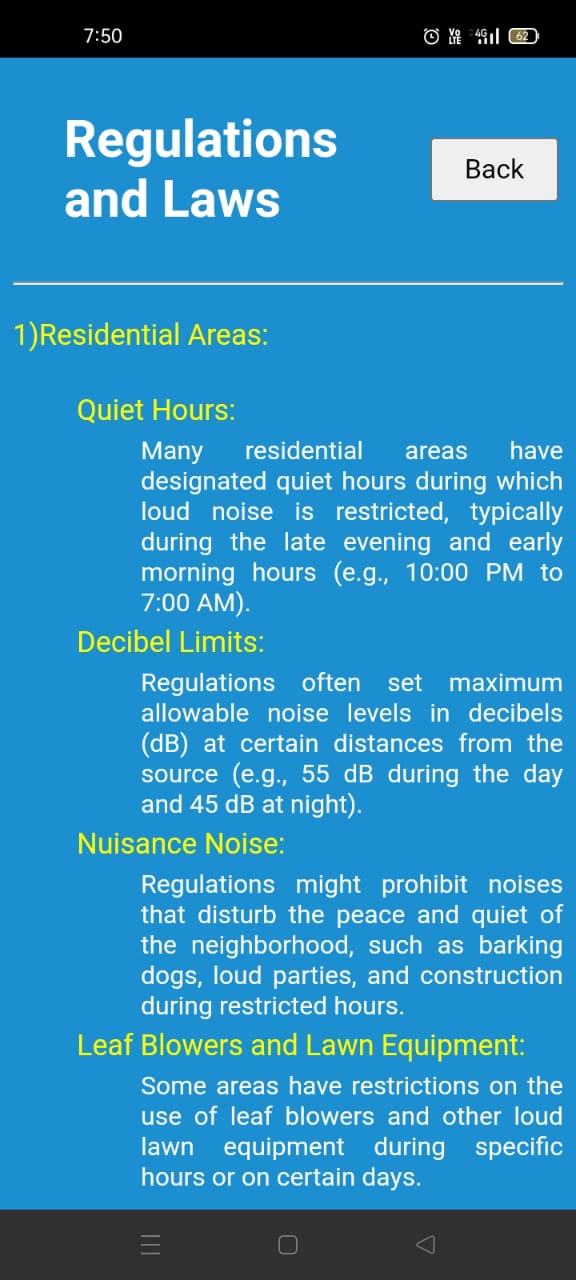 7:50
Vo LTE 4G 62
Regulations
and Laws
Back
1)Residential Areas:
Quiet Hours:
Many residential areas have
designated quiet hours during which
loud noise is restricted, typically
during the late evening and early
morning hours (e.g., 10:00 PM to
7:00 AM).
Decibel Limits:
Regulations often set maximum
allowable noise levels in decibels
(dB) at certain distances from the
source (e.g., 55 dB during the day
and 45 dB at night).
Nuisance Noise:
Regulations might prohibit noises
that disturb the peace and quiet of
the neighborhood, such as barking
dogs, loud parties, and construction
during restricted hours.
Leaf Blowers and Lawn Equipment:
Some areas have restrictions on the
use of leaf blowers and other loud
lawn equipment during specific
hours or on certain days.